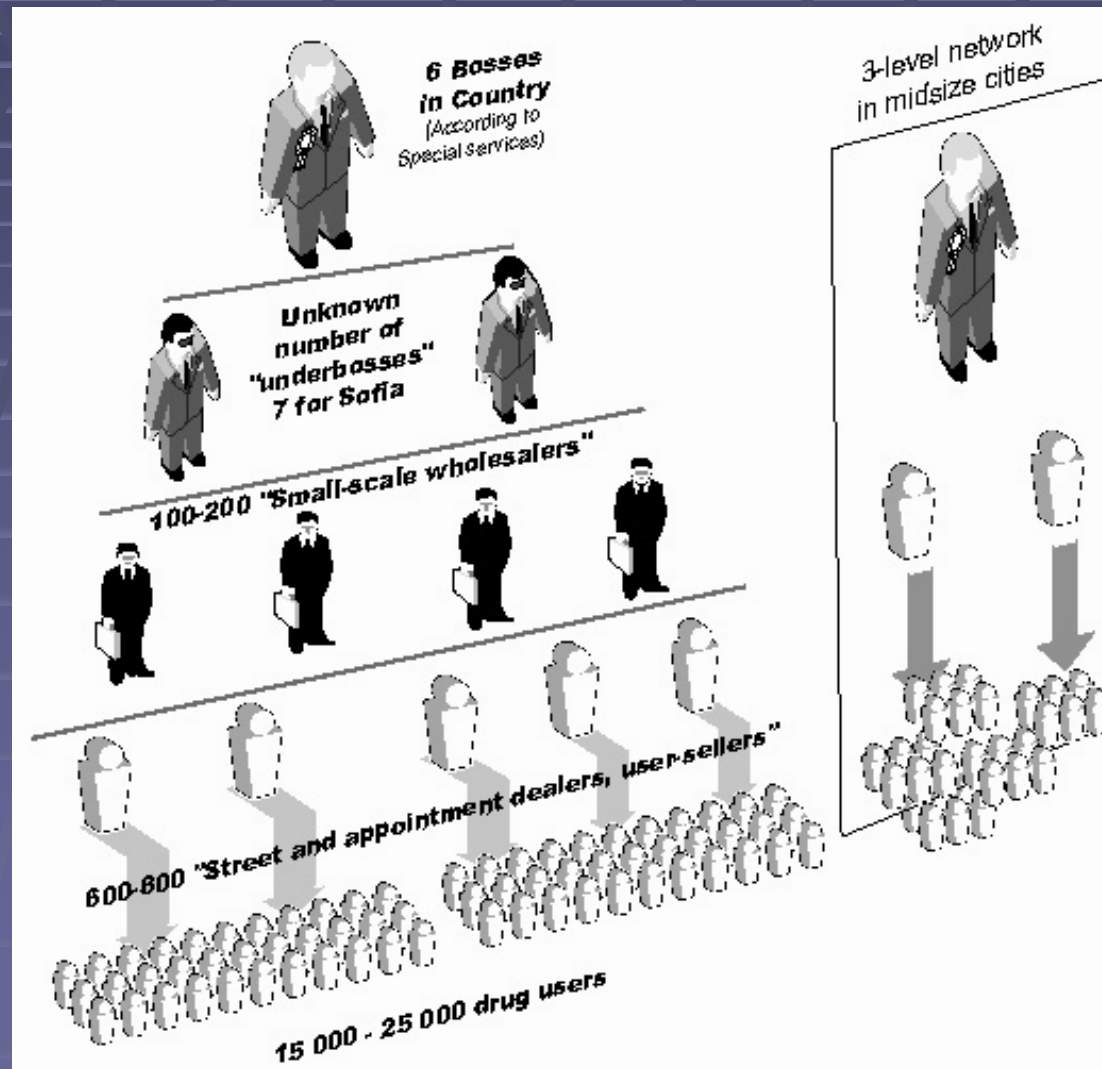 6 Bosses
in Country
(According to
Special services)
3-level network
in midsize cities
Unknown
number of
"underbosses"
7 for Sofia
100-200 "Small-scale wholesalers"
600-800 "Street and appointment dealers, user-sellers"
15 000 - 25 000 drug users